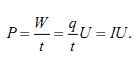 P = W/t = q/t U = IU.